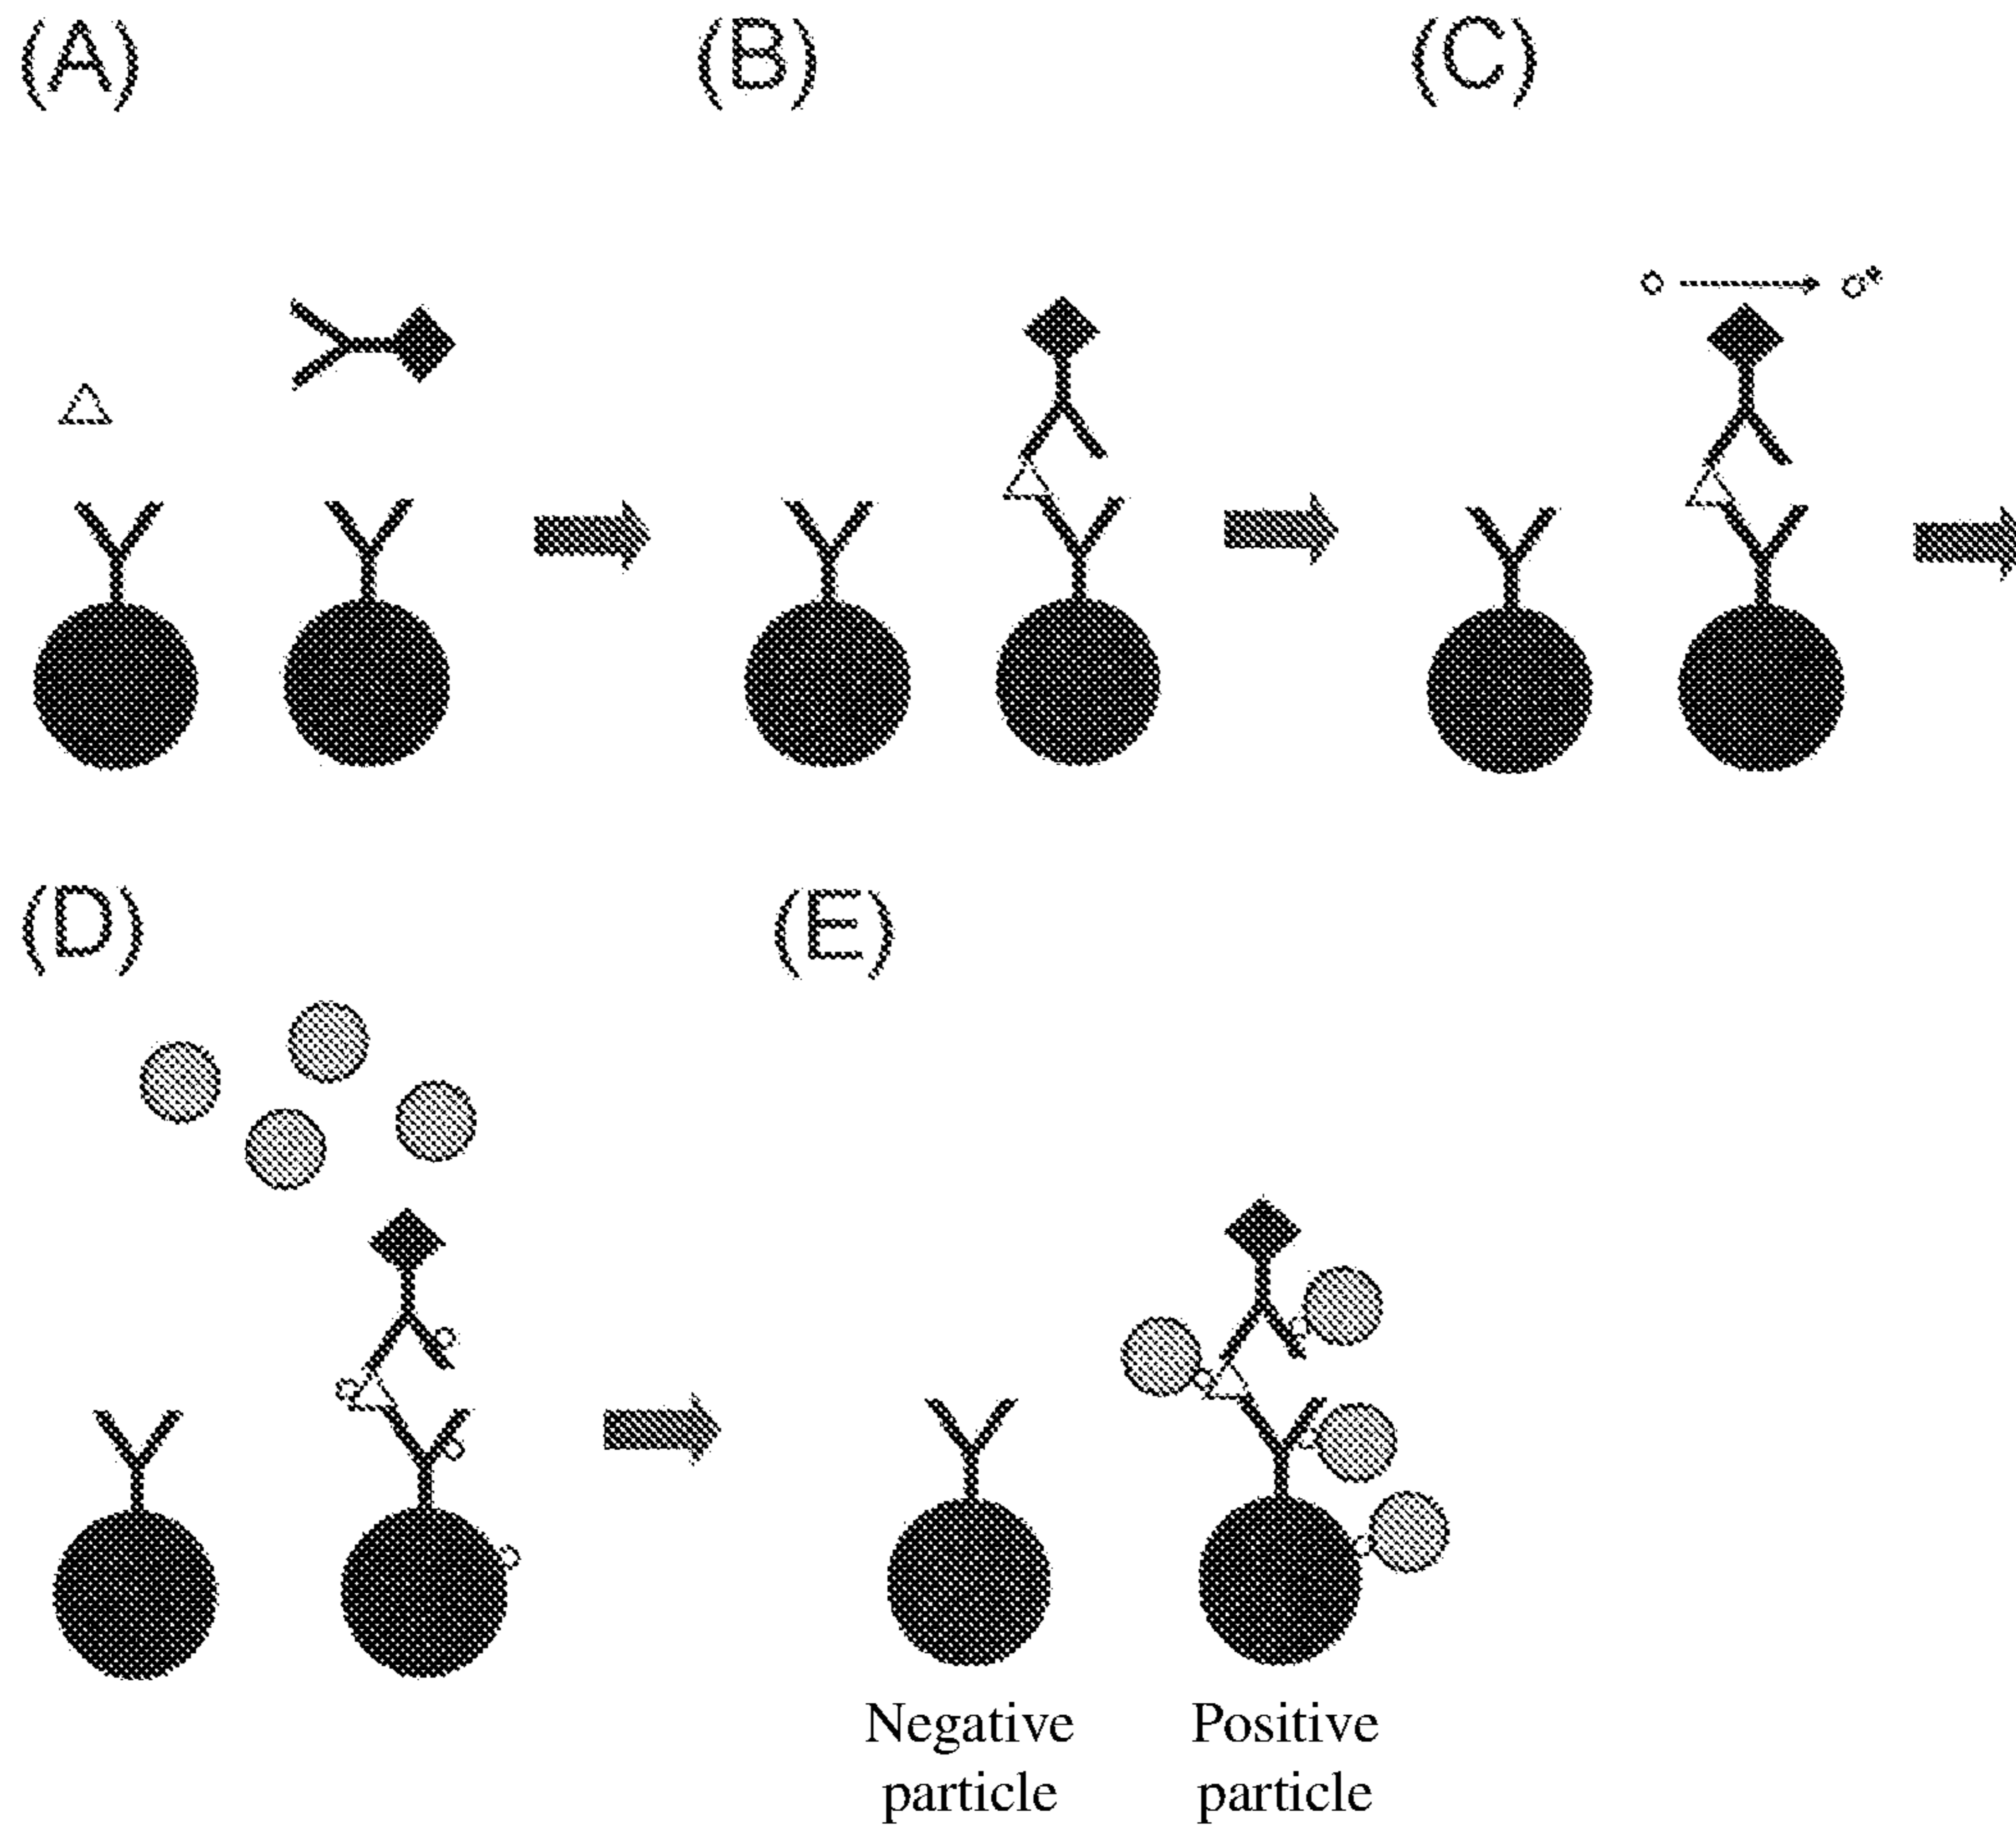 (A)
(B)
(C)
(D)
(E)
Negative
particle
Positive
particle